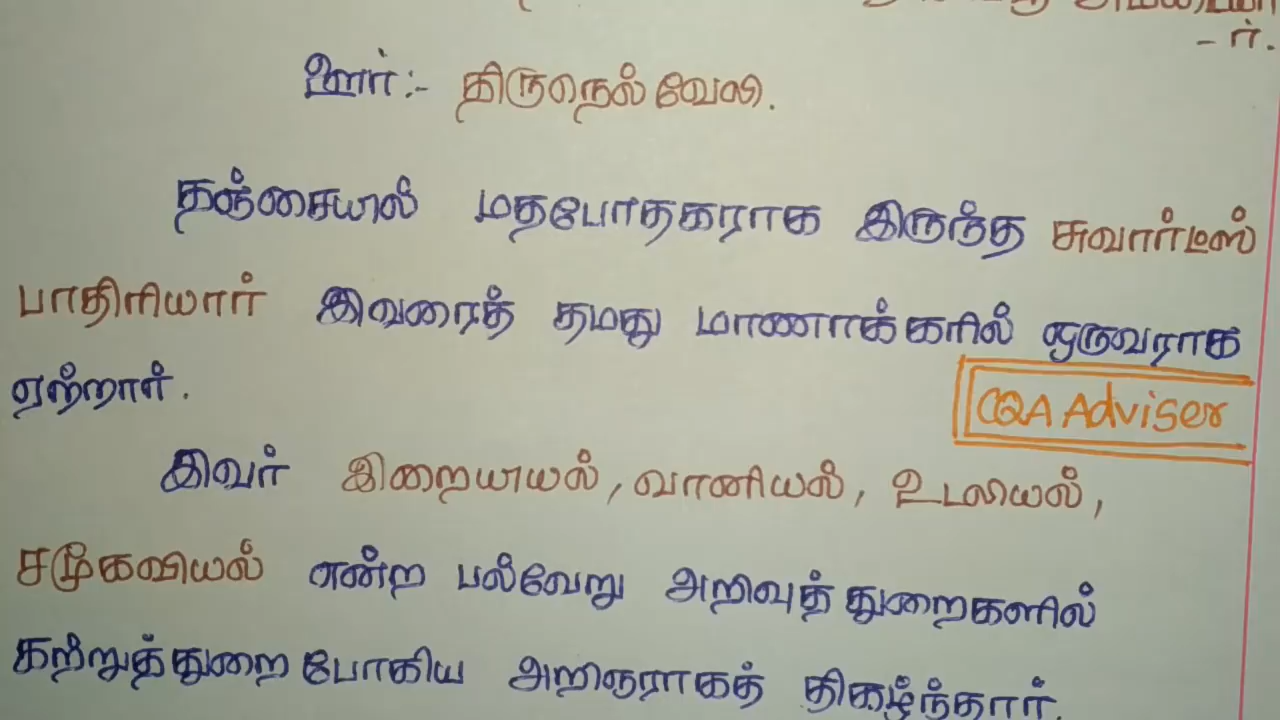 - ர்.
ஊர்:- திருநெல்வேலி.
தஞ்சையில் மதபோதகராக இருந்த சுவார்ட்ஸ்
பாதிரியார் இவரைத் தமது மாணாக்கரில் ஒருவராக
ஏற்றார்.
CQA Adviser
இவர் இறையியல், வானியல், உடலியல்,
சமூகவியல் என்ற பல்வேறு அறிவுத் துறைகளில்
கற்றுத்துறை போகிய அறிஞராகத் திகழ்ந்தார்.